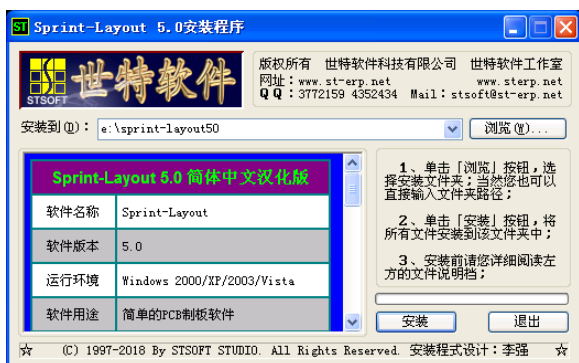 ST Sprint-Layout 5.0安装程序
STSOFT 世特软件
版权所有 世特软件科技有限公司 世特软件工作室
网址：www.st-erp.net www.sterp.net
QQ：3772159 4352434 Mail：stsoft@st-erp.net
安装到(D)： e:\sprint-layout50 浏览(W)...
Sprint-Layout 5.0 简体中文汉化版
软件名称 Sprint-Layout
软件版本 5.0
运行环境 Windows 2000/XP/2003/Vista
软件用途 简单的PCB制板软件
1、单击「浏览」按钮，选
择安装文件夹；当然您也可以
直接输入文件夹路径；
2、单击「安装」按钮，将
所有文件安装到该文件夹中；
3、安装前请您详细阅读左
方的文件说明档；
安装 退出
☆ (C) 1997-2018 By STSOFT STUDIO. All Rights Reserved. 安装程式设计：李强 ☆